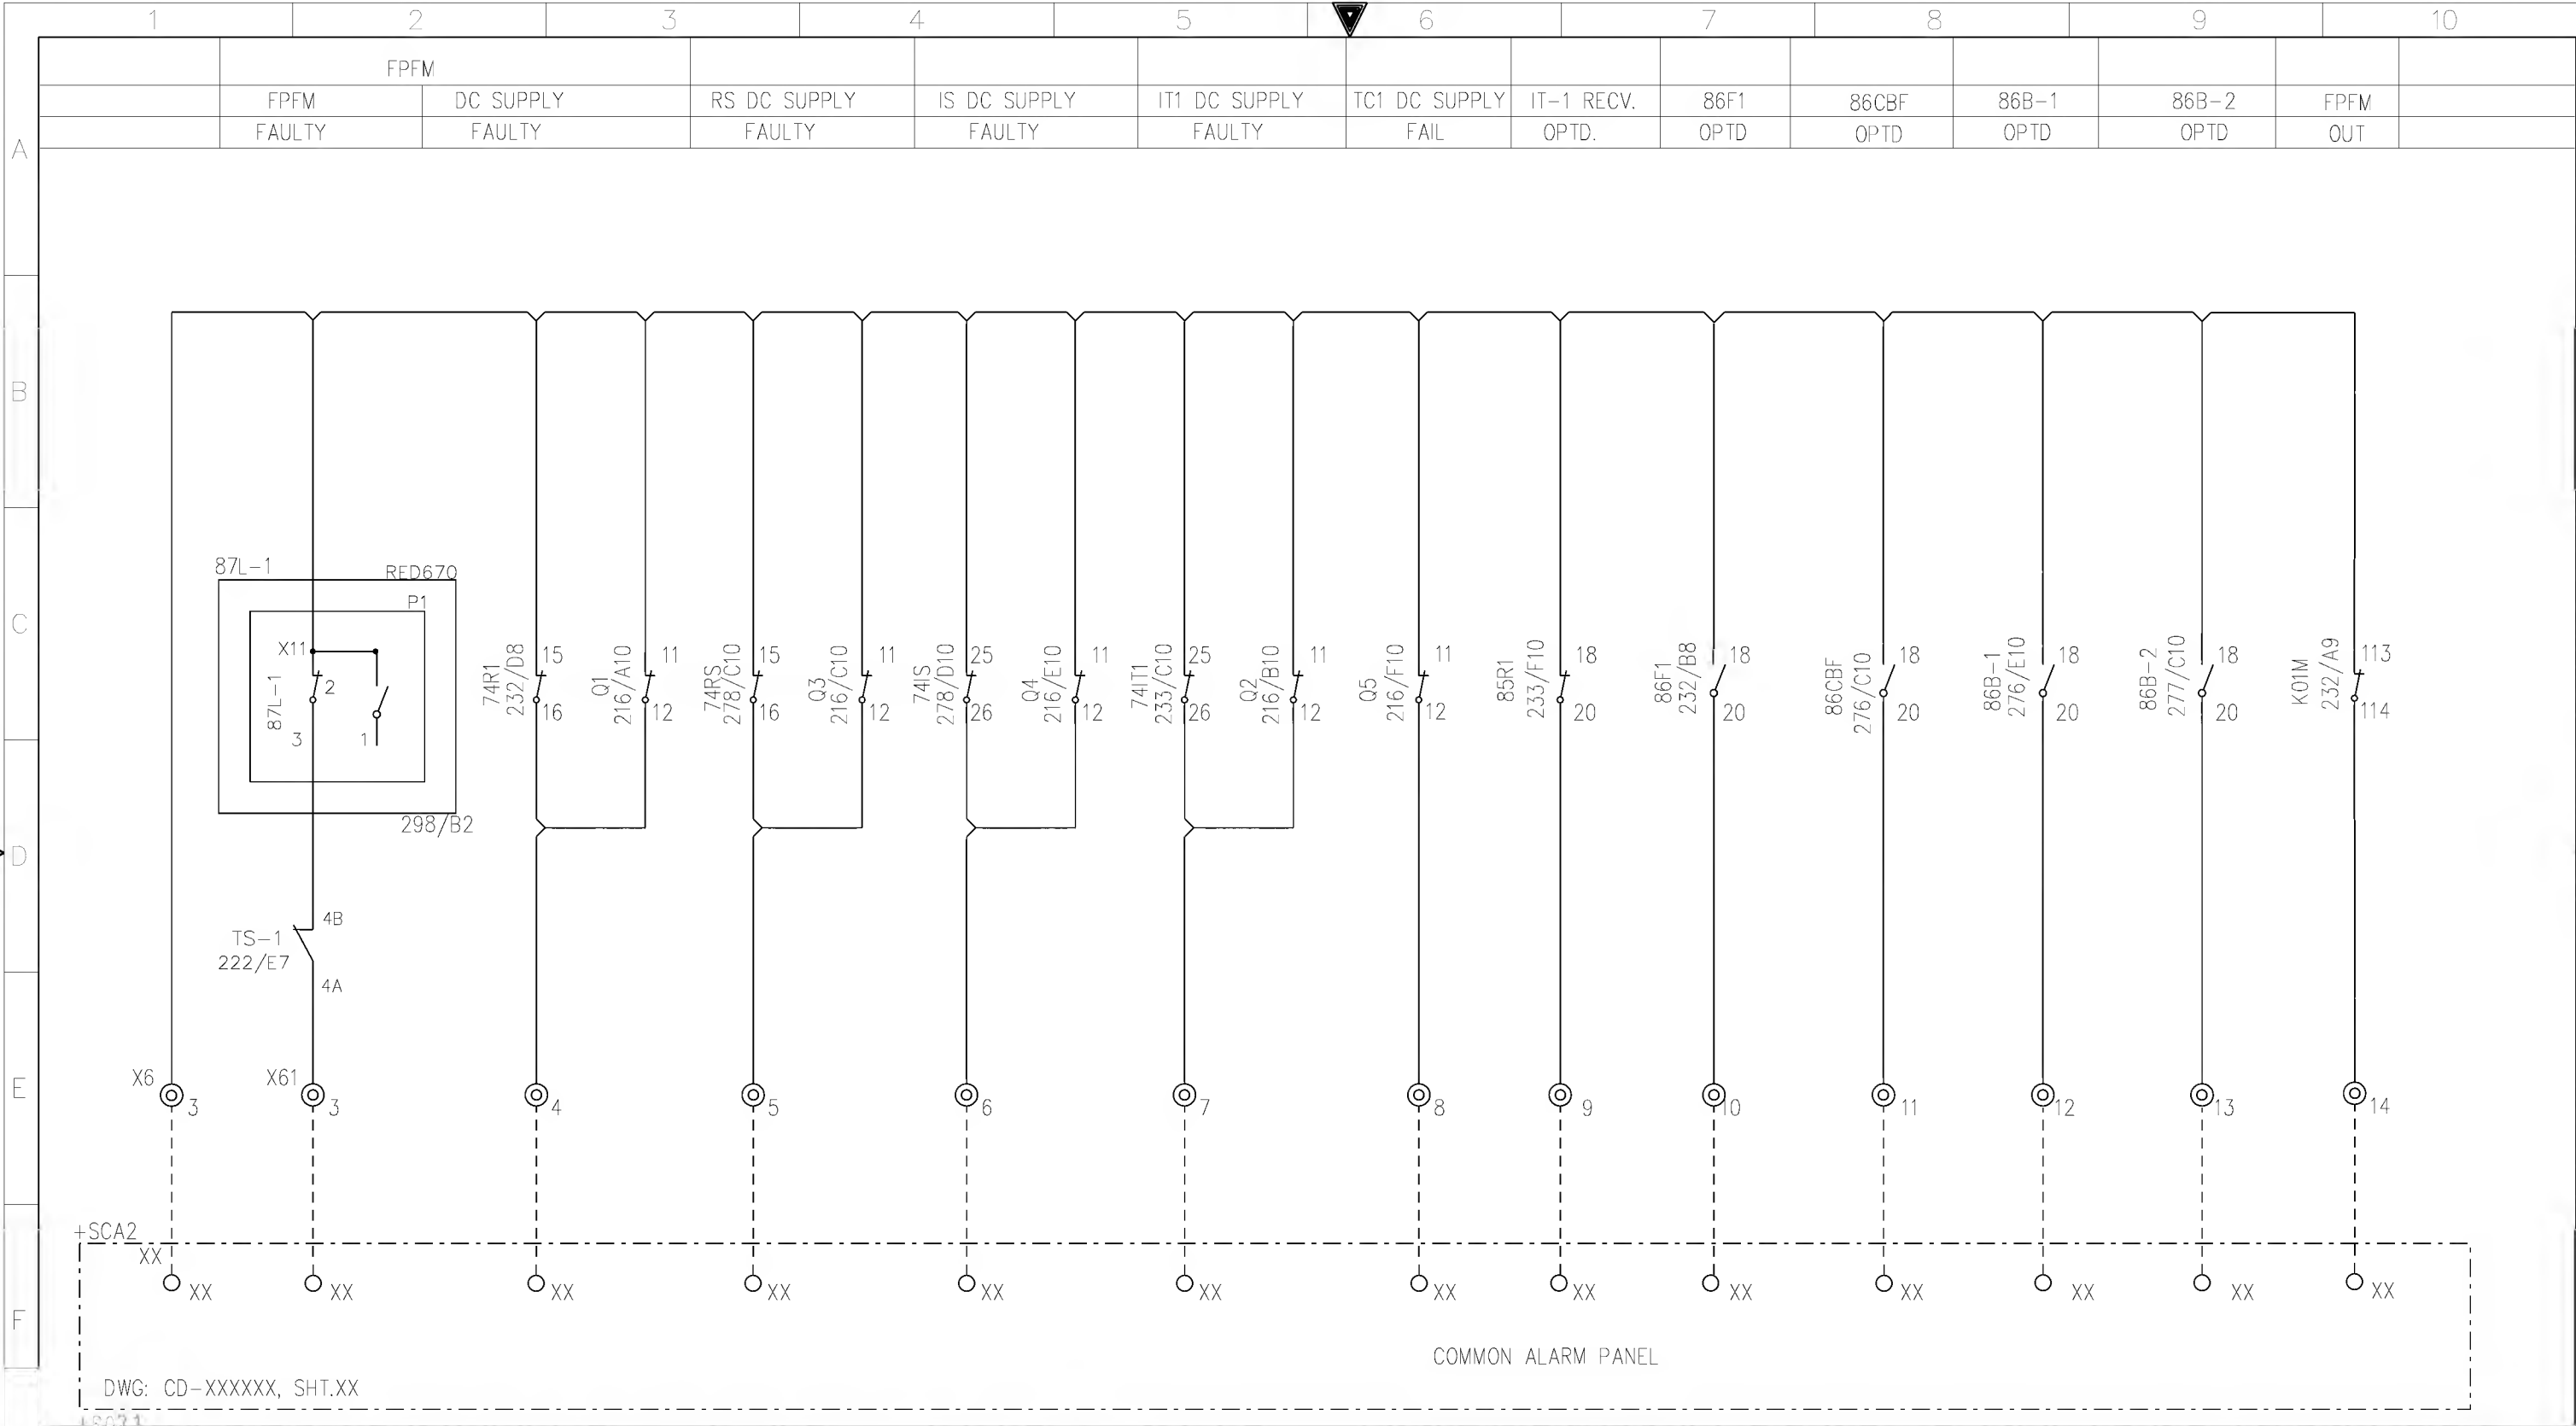 1 2 3 4 5 6 7 8 9 10
FPFM
FPFM DC SUPPLY RS DC SUPPLY IS DC SUPPLY IT1 DC SUPPLY TC1 DC SUPPLY IT-1 RECV. 86F1 86CBF 86B-1 86B-2 FPFM
FAULTY FAULTY FAULTY FAULTY FAULTY FAIL OPTD. OPTD OPTD OPTD OPTD OUT
A
B
C
D
E
F
87L-1 RED670
P1
X11
87L-1
2
3 1
298/B2
TS-1
222/E7
4B
4A
74R1
232/D8
15
16
Q1
216/A10
11
12
74RS
278/C10
15
16
Q3
216/C10
11
12
74IS
278/D10
25
26
Q4
216/E10
11
12
74IT1
233/C10
25
26
Q2
216/B10
11
12
Q5
216/F10
11
12
85R1
233/F10
18
20
86F1
232/B8
18
20
86CBF
276/C10
18
20
86B-1
276/E10
18
20
86B-2
277/C10
18
20
K01M
232/A9
113
114
X6 X61
3 3 4 5 6 7 8 9 10 11 12 13 14
+SCA2
XX
XX XX XX XX XX XX XX XX XX XX XX XX XX
COMMON ALARM PANEL
DWG: CD-XXXXXX, SHT.XX